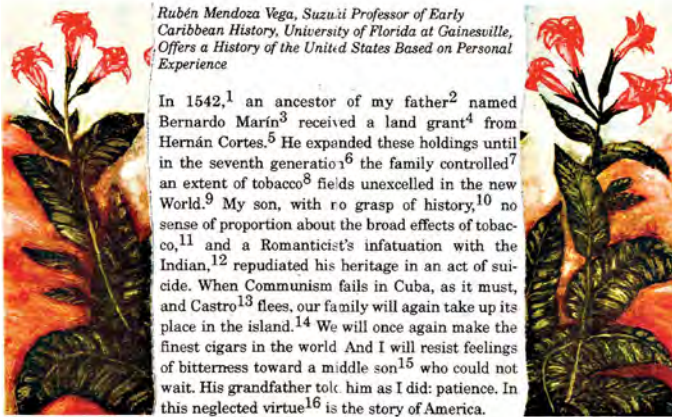 Rubén Mendoza Vega, Suzuki Professor of Early
Caribbean History, University of Florida at Gainesville,
Offers a History of the United States Based on Personal
Experience
In 1542,1 an ancestor of my father2 named
Bernardo Marín3 received a land grant4 from
Hernán Cortes.5 He expanded these holdings until
in the seventh generation6 the family controlled7
an extent of tobacco8 fields unexcelled in the new
World.9 My son, with no grasp of history,10 no
sense of proportion about the broad effects of tobac-
co,11 and a Romanticist's infatuation with the
Indian,12 repudiated his heritage in an act of sui-
cide. When Communism fails in Cuba, as it must,
and Castro13 flees, our family will again take up its
place in the island.14 We will once again make the
finest cigars in the world And I will resist feelings
of bitterness toward a middle son15 who could not
wait. His grandfather told him as I did: patience. In
this neglected virtue16 is the story of America.